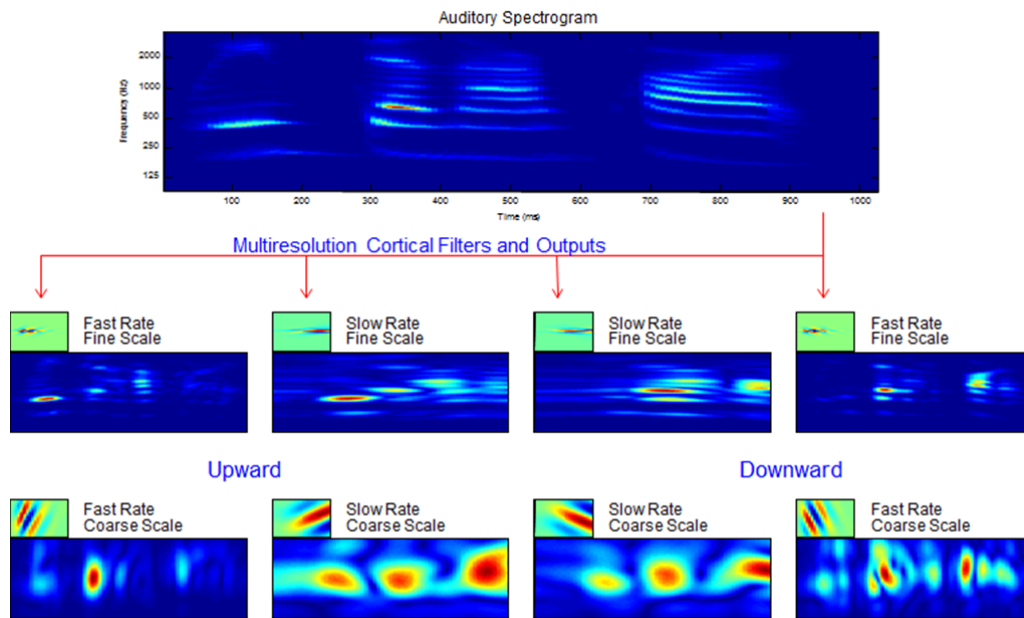 Auditory Spectrogram
Frequency (Hz)
2000
1000
500
250
125
100 200 300 400 500 600 700 800 900 1000
Time (ms)
Multiresolution Cortical Filters and Outputs
Fast Rate
Fine Scale
Slow Rate
Fine Scale
Slow Rate
Fine Scale
Fast Rate
Fine Scale
Upward
Downward
Fast Rate
Coarse Scale
Slow Rate
Coarse Scale
Slow Rate
Coarse Scale
Fast Rate
Coarse Scale